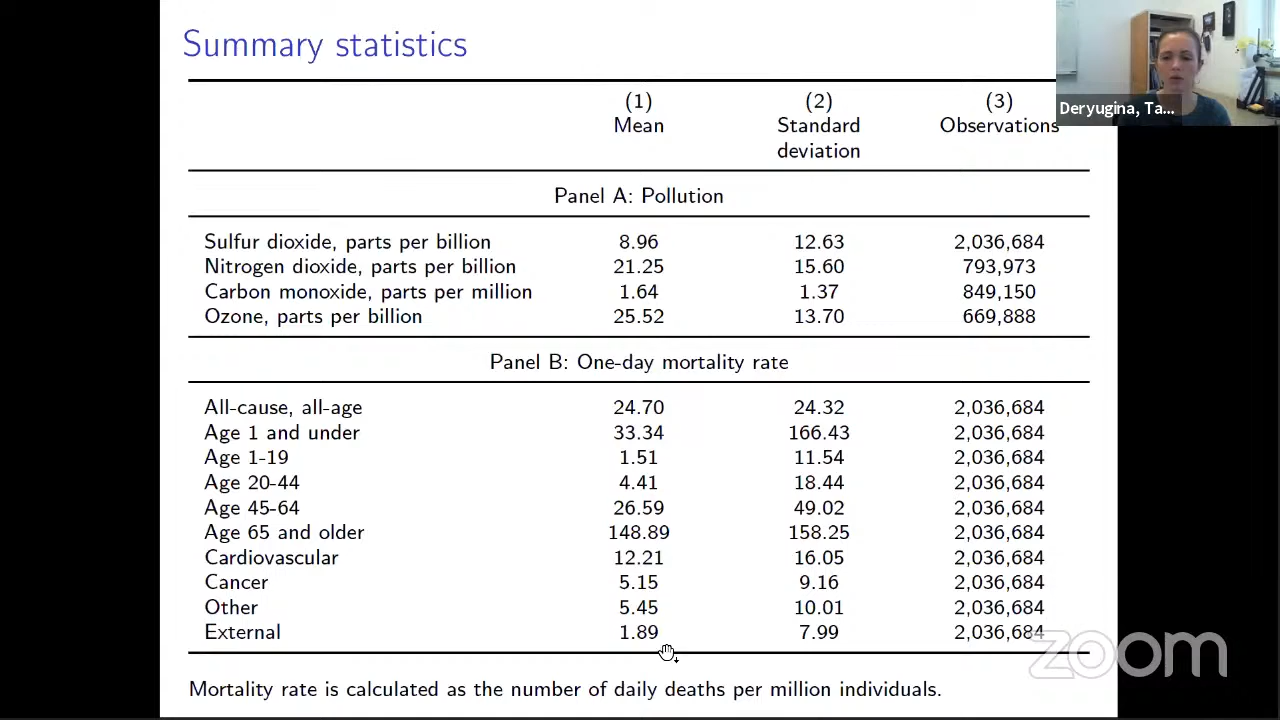 Summary statistics
(1) (2) (3)
Mean Standard deviation Observations
Panel A: Pollution
Sulfur dioxide, parts per billion 8.96 12.63 2,036,684
Nitrogen dioxide, parts per billion 21.25 15.60 793,973
Carbon monoxide, parts per million 1.64 1.37 849,150
Ozone, parts per billion 25.52 13.70 669,888
Panel B: One-day mortality rate
All-cause, all-age 24.70 24.32 2,036,684
Age 1 and under 33.34 166.43 2,036,684
Age 1-19 1.51 11.54 2,036,684
Age 20-44 4.41 18.44 2,036,684
Age 45-64 26.59 49.02 2,036,684
Age 65 and older 148.89 158.25 2,036,684
Cardiovascular 12.21 16.05 2,036,684
Cancer 5.15 9.16 2,036,684
Other 5.45 10.01 2,036,684
External 1.89 7.99 2,036,684
Mortality rate is calculated as the number of daily deaths per million individuals.
Deryugina, Ta...
zoom